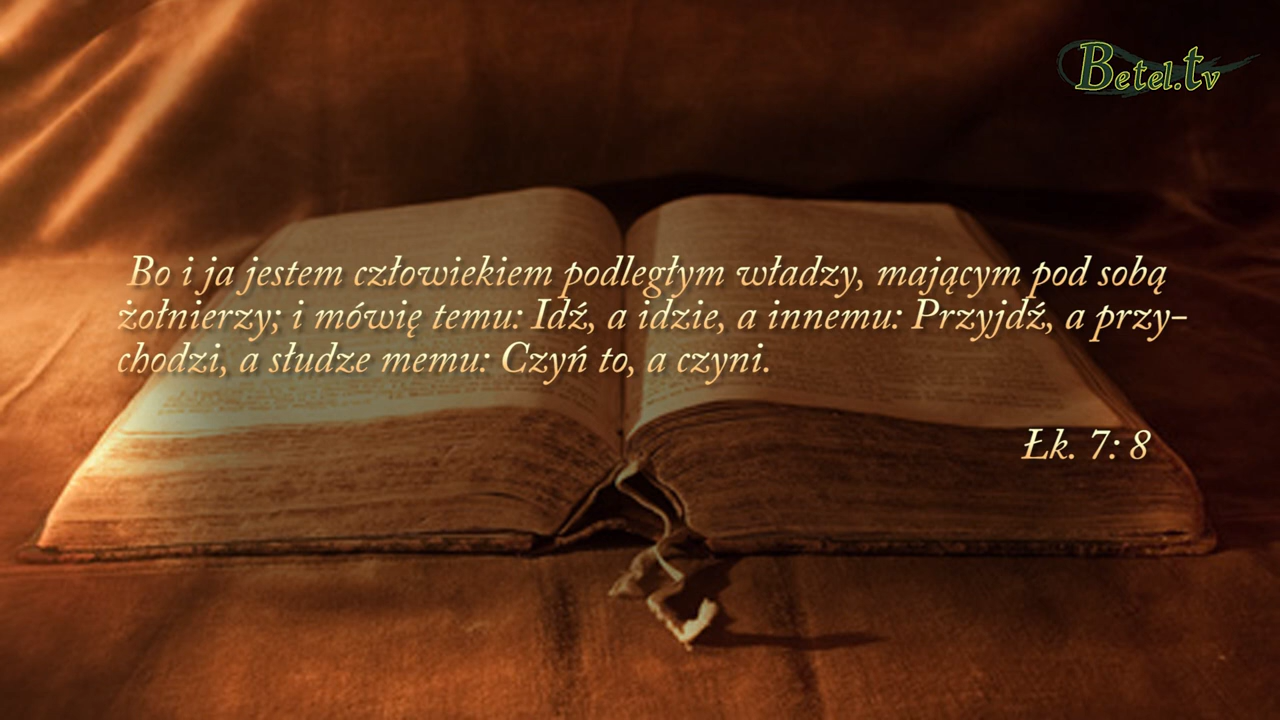 Betel.tv
Bo i ja jestem człowiekiem podległym władzy, mającym pod sobą
żołnierzy; i mówię temu: Idź, a idzie, a innemu: Przyjdź, a przy-
chodzi, a słudze memu: Czyń to, a czyni.
Łk. 7: 8